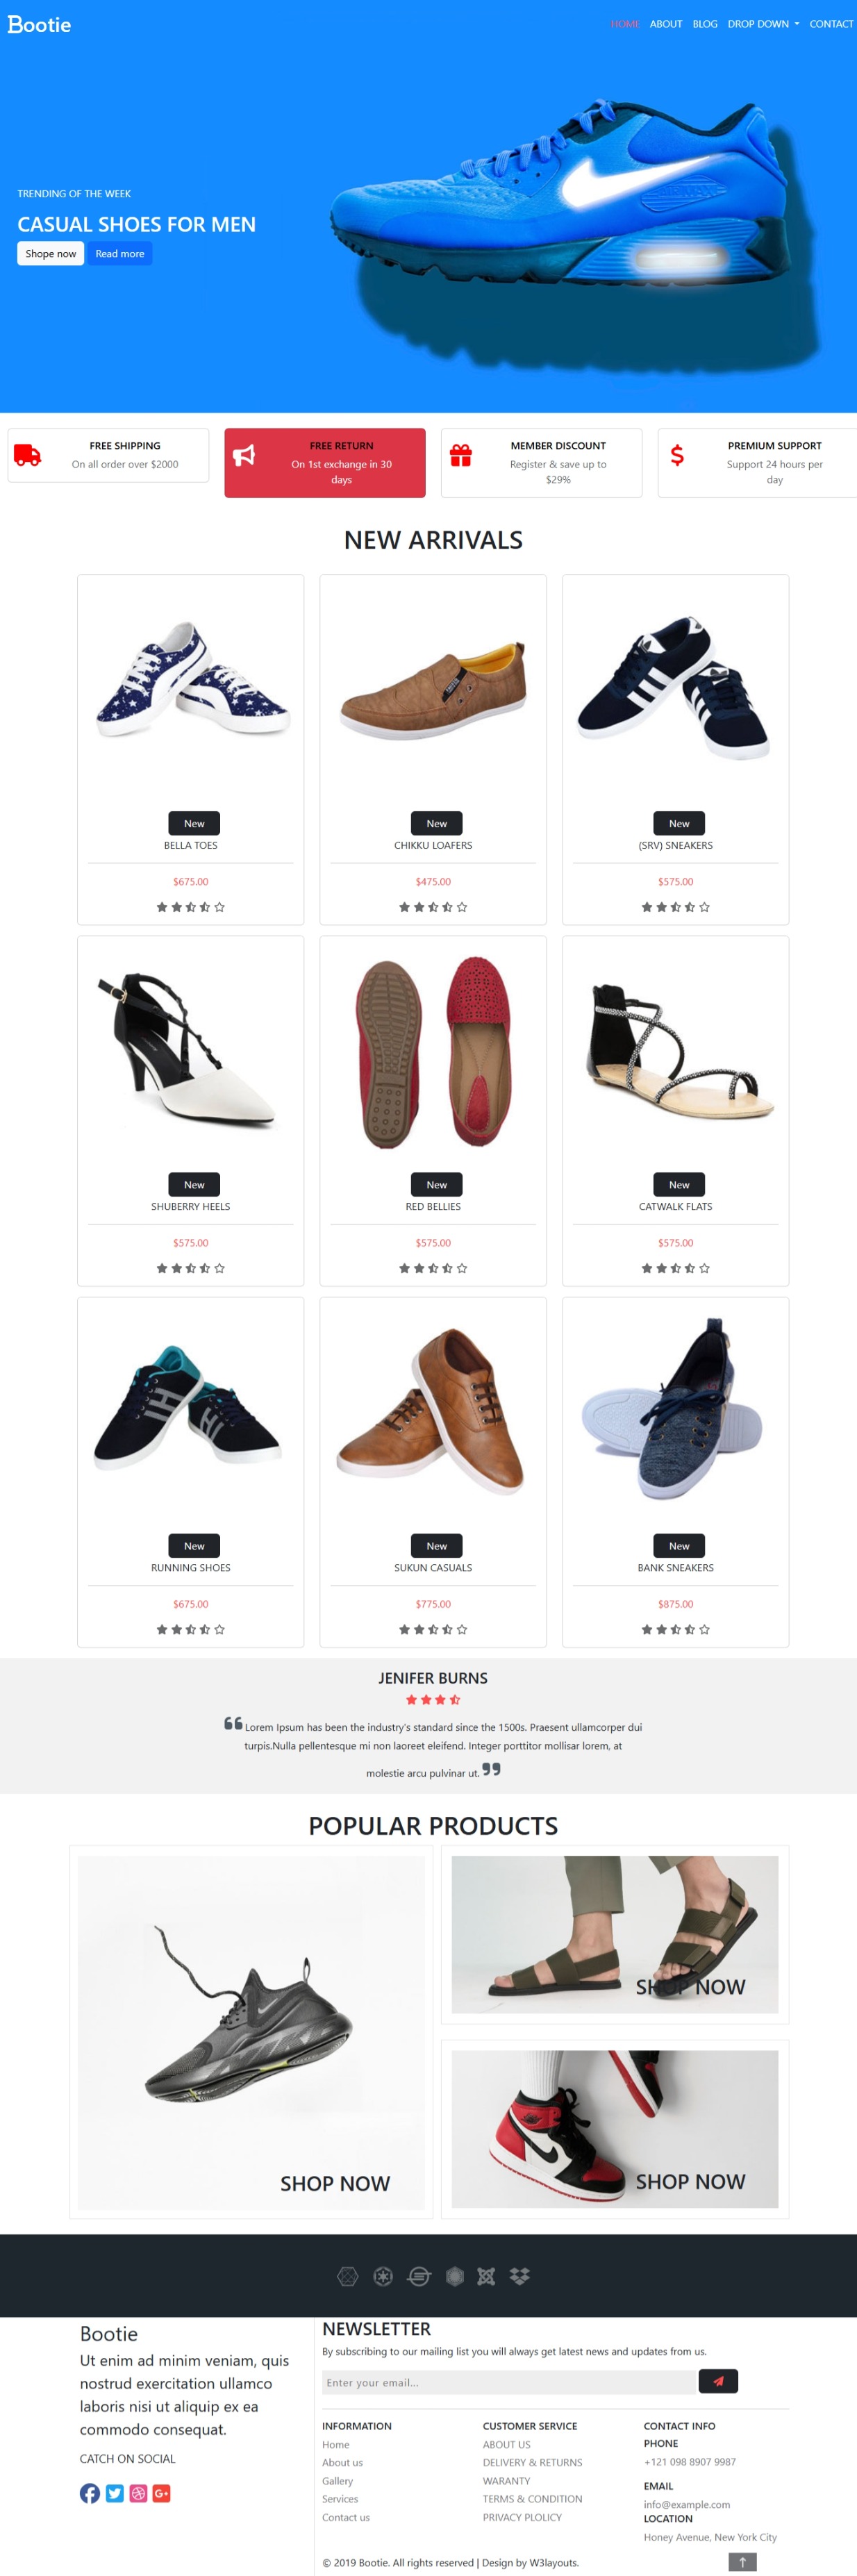 Bootie
HOME ABOUT BLOG DROP DOWN CONTACT
TRENDING OF THE WEEK
CASUAL SHOES FOR MEN
Shope now Read more
FREE SHIPPING
On all order over $2000
FREE RETURN
On 1st exchange in 30
days
MEMBER DISCOUNT
Register & save up to
$29%
PREMIUM SUPPORT
Support 24 hours per
day
NEW ARRIVALS
New
BELLA TOES
$675.00
New
CHIKKU LOAFERS
$475.00
New
(SRV) SNEAKERS
$575.00
New
SHUBERRY HEELS
$575.00
New
RED BELLIES
$575.00
New
CATWALK FLATS
$575.00
New
RUNNING SHOES
$675.00
New
SUKUN CASUALS
$775.00
New
BANK SNEAKERS
$875.00
JENIFER BURNS
Lorem Ipsum has been the industry's standard since the 1500s. Praesent ullamcorper dui
turpis.Nulla pellentesque mi non laoreet eleifend. Integer porttitor mollisar lorem, at
molestie arcu pulvinar ut.
POPULAR PRODUCTS
SHOP NOW
SHOP NOW
SHOP NOW
Bootie
Ut enim ad minim veniam, quis
nostrud exercitation ullamco
laboris nisi ut aliquip ex ea
commodo consequat.
CATCH ON SOCIAL
G+
NEWSLETTER
By subscribing to our mailing list you will always get latest news and updates from us.
Enter your email...
INFORMATION
Home
About us
Gallery
Services
Contact us
CUSTOMER SERVICE
ABOUT US
DELIVERY & RETURNS
WARANTY
TERMS & CONDITION
PRIVACY PLOLICY
CONTACT INFO
PHONE
+121 098 8907 9987
EMAIL
info@example.com
LOCATION
Honey Avenue, New York City
© 2019 Bootie. All rights reserved | Design by W3layouts.